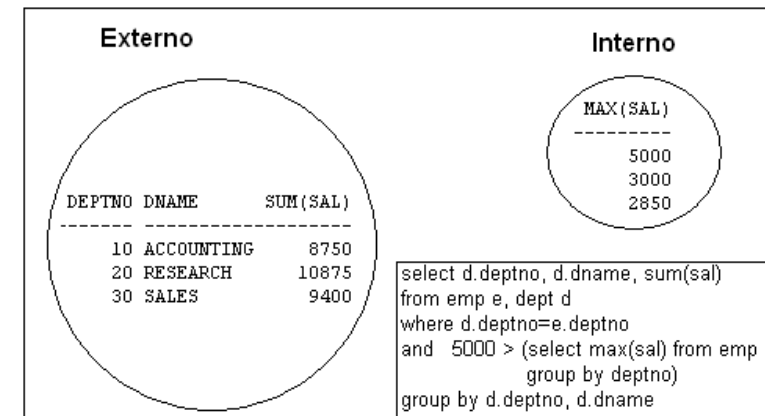 Externo
DEPTNO DNAME SUM(SAL)
------- -------------- ---------
10 ACCOUNTING 8750
20 RESEARCH 10875
30 SALES 9400
Interno
MAX(SAL)
---------
5000
3000
2850
select d.deptno, d.dname, sum(sal)
from emp e, dept d
where d.deptno=e.deptno
and 5000 > (select max(sal) from emp
group by deptno)
group by d.deptno, d.dname